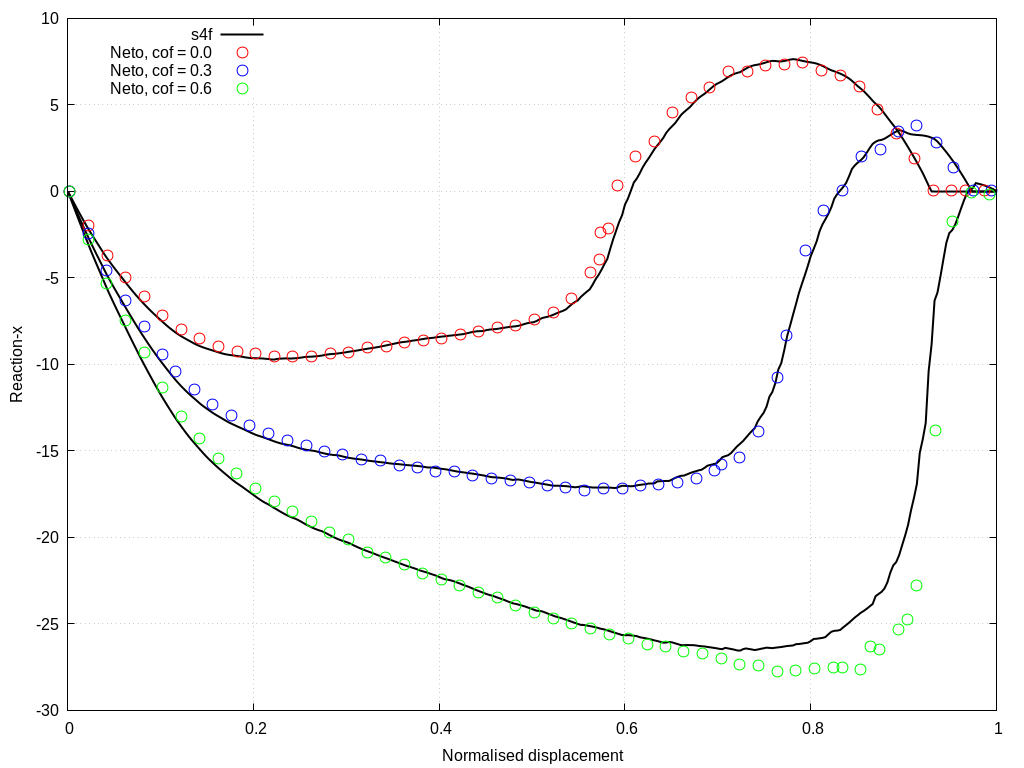 10
5
0
-5
-10
-15
-20
-25
-30
Reaction-x
s4f
Neto, cof = 0.0
Neto, cof = 0.3
Neto, cof = 0.6
0
0.2
0.4
0.6
0.8
1
Normalised displacement